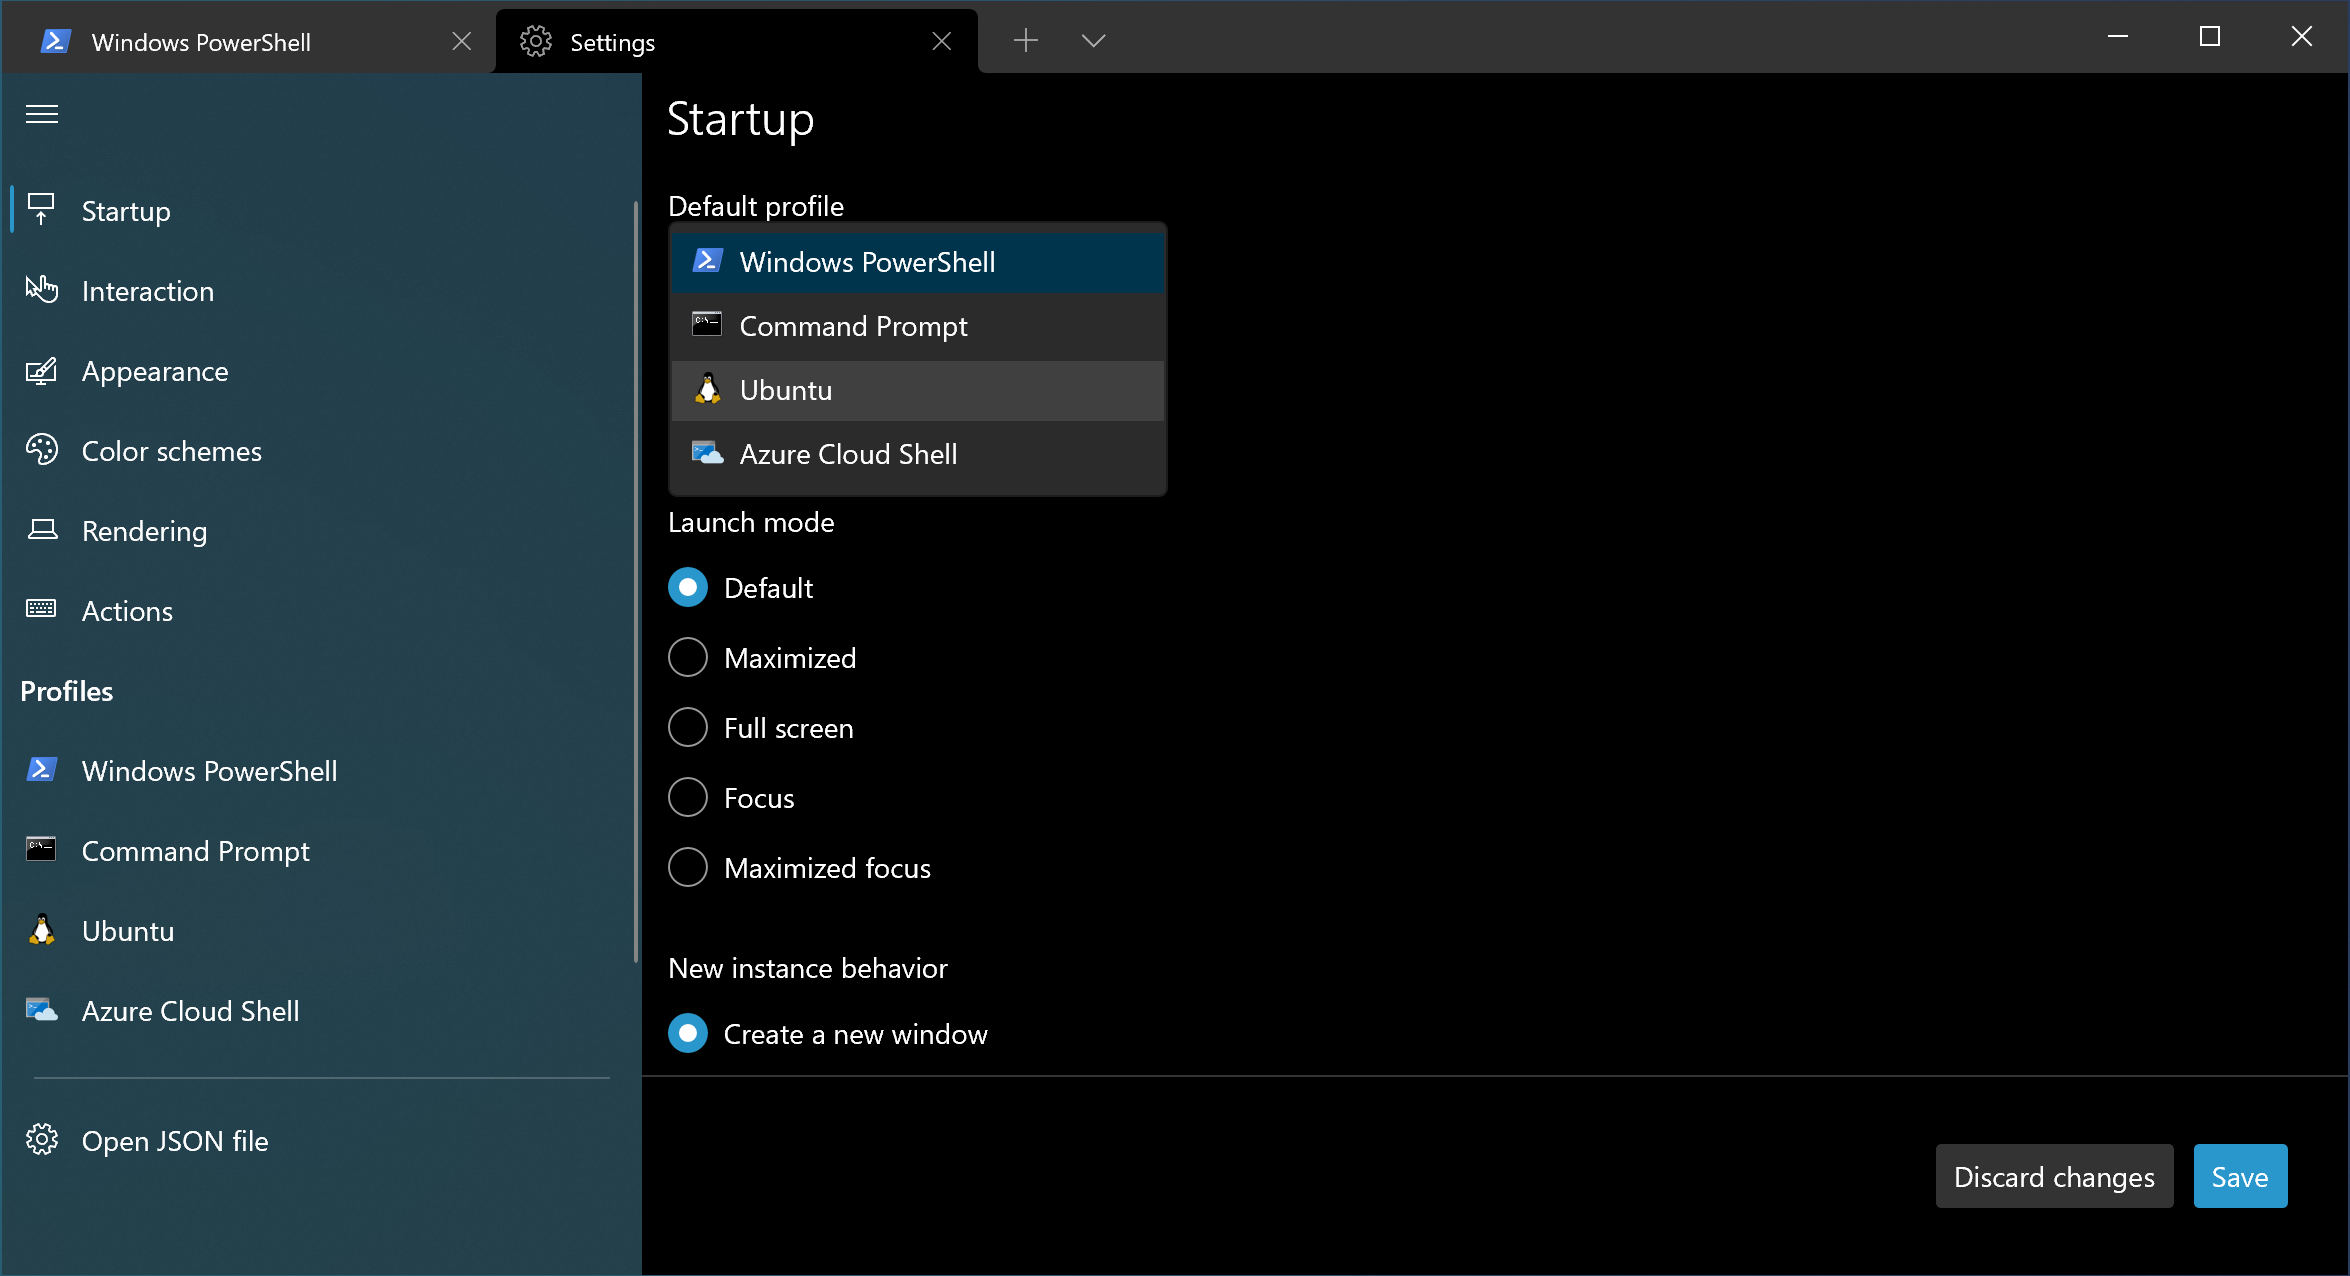 Windows PowerShell
Settings
Startup
Interaction
Appearance
Color schemes
Rendering
Actions
Profiles
Windows PowerShell
Command Prompt
Ubuntu
Azure Cloud Shell
Open JSON file
Startup
Default profile
Windows PowerShell
Command Prompt
Ubuntu
Azure Cloud Shell
Launch mode
Default
Maximized
Full screen
Focus
Maximized focus
New instance behavior
Create a new window
Discard changes
Save